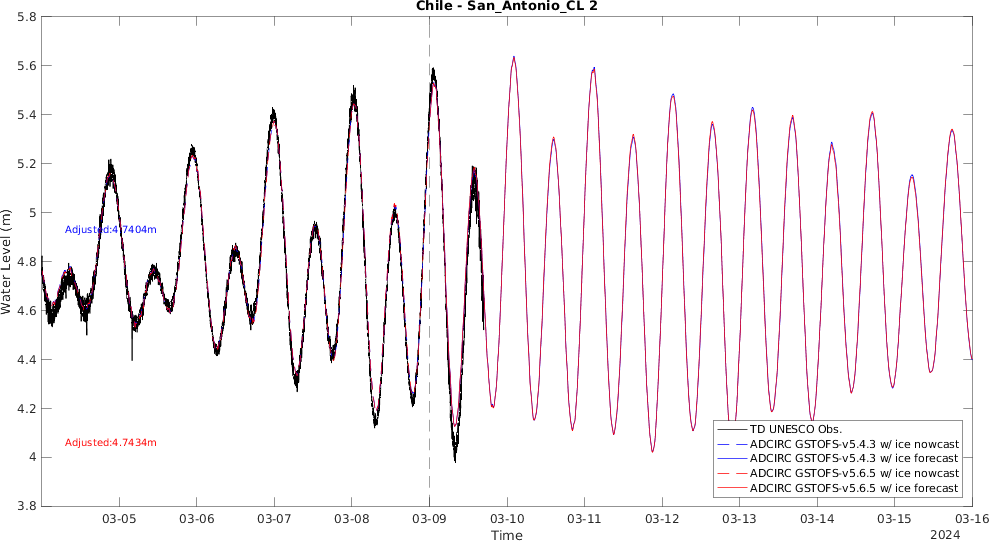 Chile - San_Antonio_CL 2
5.8
5.6
5.4
5.2
5
4.8
4.6
4.4
4.2
4
3.8
Water Level (m)
Adjusted:4.7404m
Adjusted:4.7434m
TD UNESCO Obs.
ADCIRC GSTOFS-v5.4.3 w/ ice nowcast
ADCIRC GSTOFS-v5.4.3 w/ ice forecast
ADCIRC GSTOFS-v5.6.5 w/ ice nowcast
ADCIRC GSTOFS-v5.6.5 w/ ice forecast
03-05 03-06 03-07 03-08 03-09 03-10 03-11 03-12 03-13 03-14 03-15 03-16
Time
2024